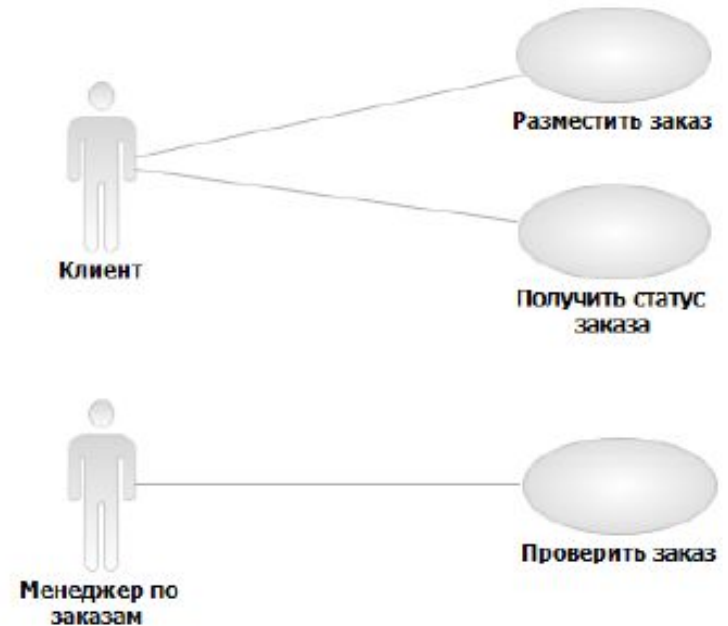 Разместить заказ
Клиент
Получить статус
заказа
Проверить заказ
Менеджер по
заказам